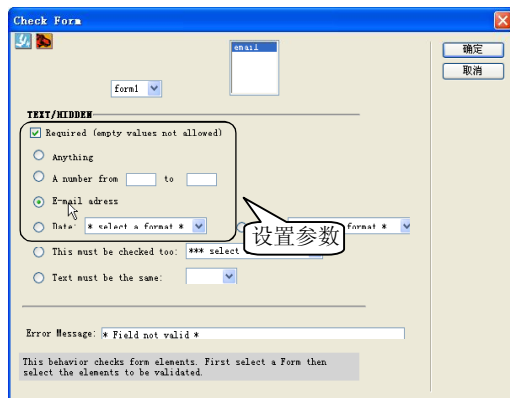 Check Form
email
确定
取消
form1
TEXT/HIDDEN
Required (empty values not allowed)
Anything
A number from to
E-mail adress
Date: * select a format * format *
设置参数
This must be checked too: *** select
Text must be the same:
Error Message: * Field not valid *
This behavior checks form elements. First select a Form then
select the elements to be validated.